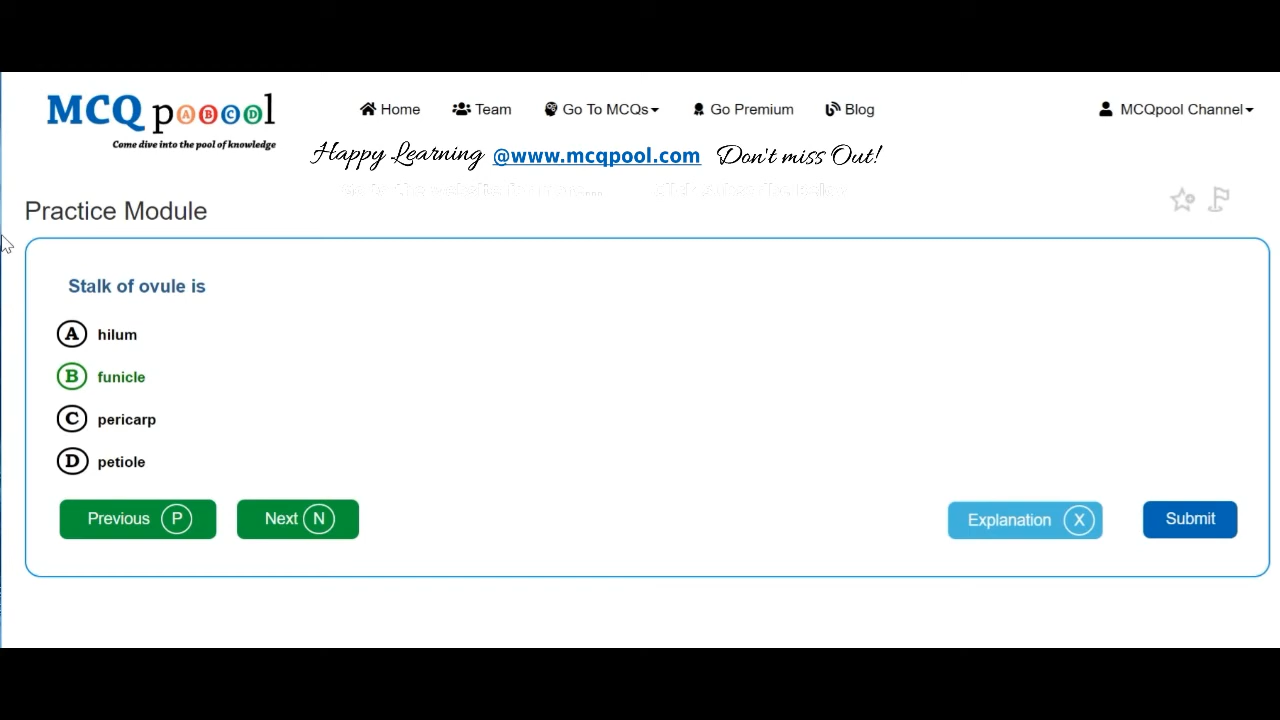 MCQ pooool
Come dive into the pool of knowledge
Home Team Go To MCQs Go Premium Blog MCQpool Channel
Happy Learning @www.mcqpool.com Don't miss Out!
Practice Module
Stalk of ovule is
A hilum
B funicle
C pericarp
D petiole
Previous P Next N Explanation X Submit